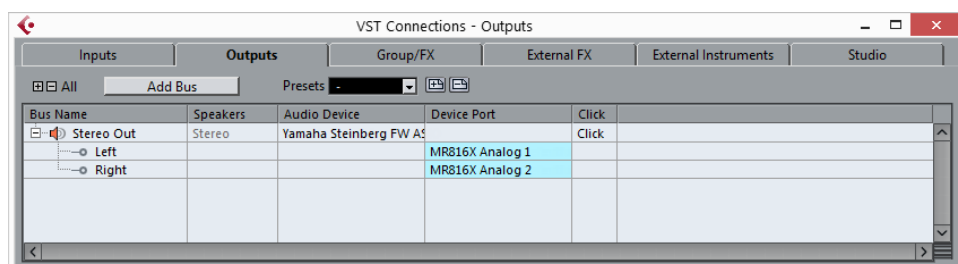 VST Connections - Outputs
Inputs Outputs Group/FX External FX External Instruments Studio
All Add Bus Presets -
Bus Name Speakers Audio Device Device Port Click
Stereo Out Stereo Yamaha Steinberg FW AS Click
Left MR816X Analog 1
Right MR816X Analog 2